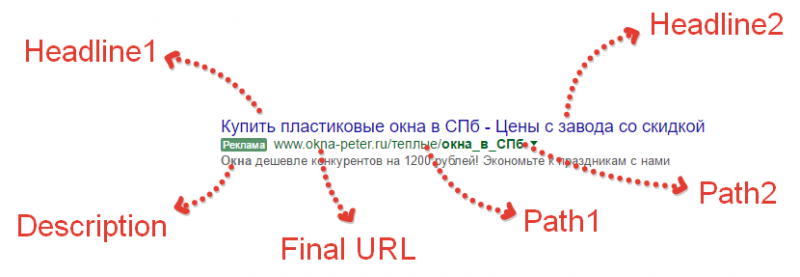 Headline2
Headline1
Купить пластиковые окна в СПб - Цены с завода со скидкой
Реклама www.okna-peter.ru/теплые/окна_в_СПб
Окна дешевле конкурентов на 1200 рублей! Экономьте к праздникам с нами
Path2
Description
Path1
Final URL